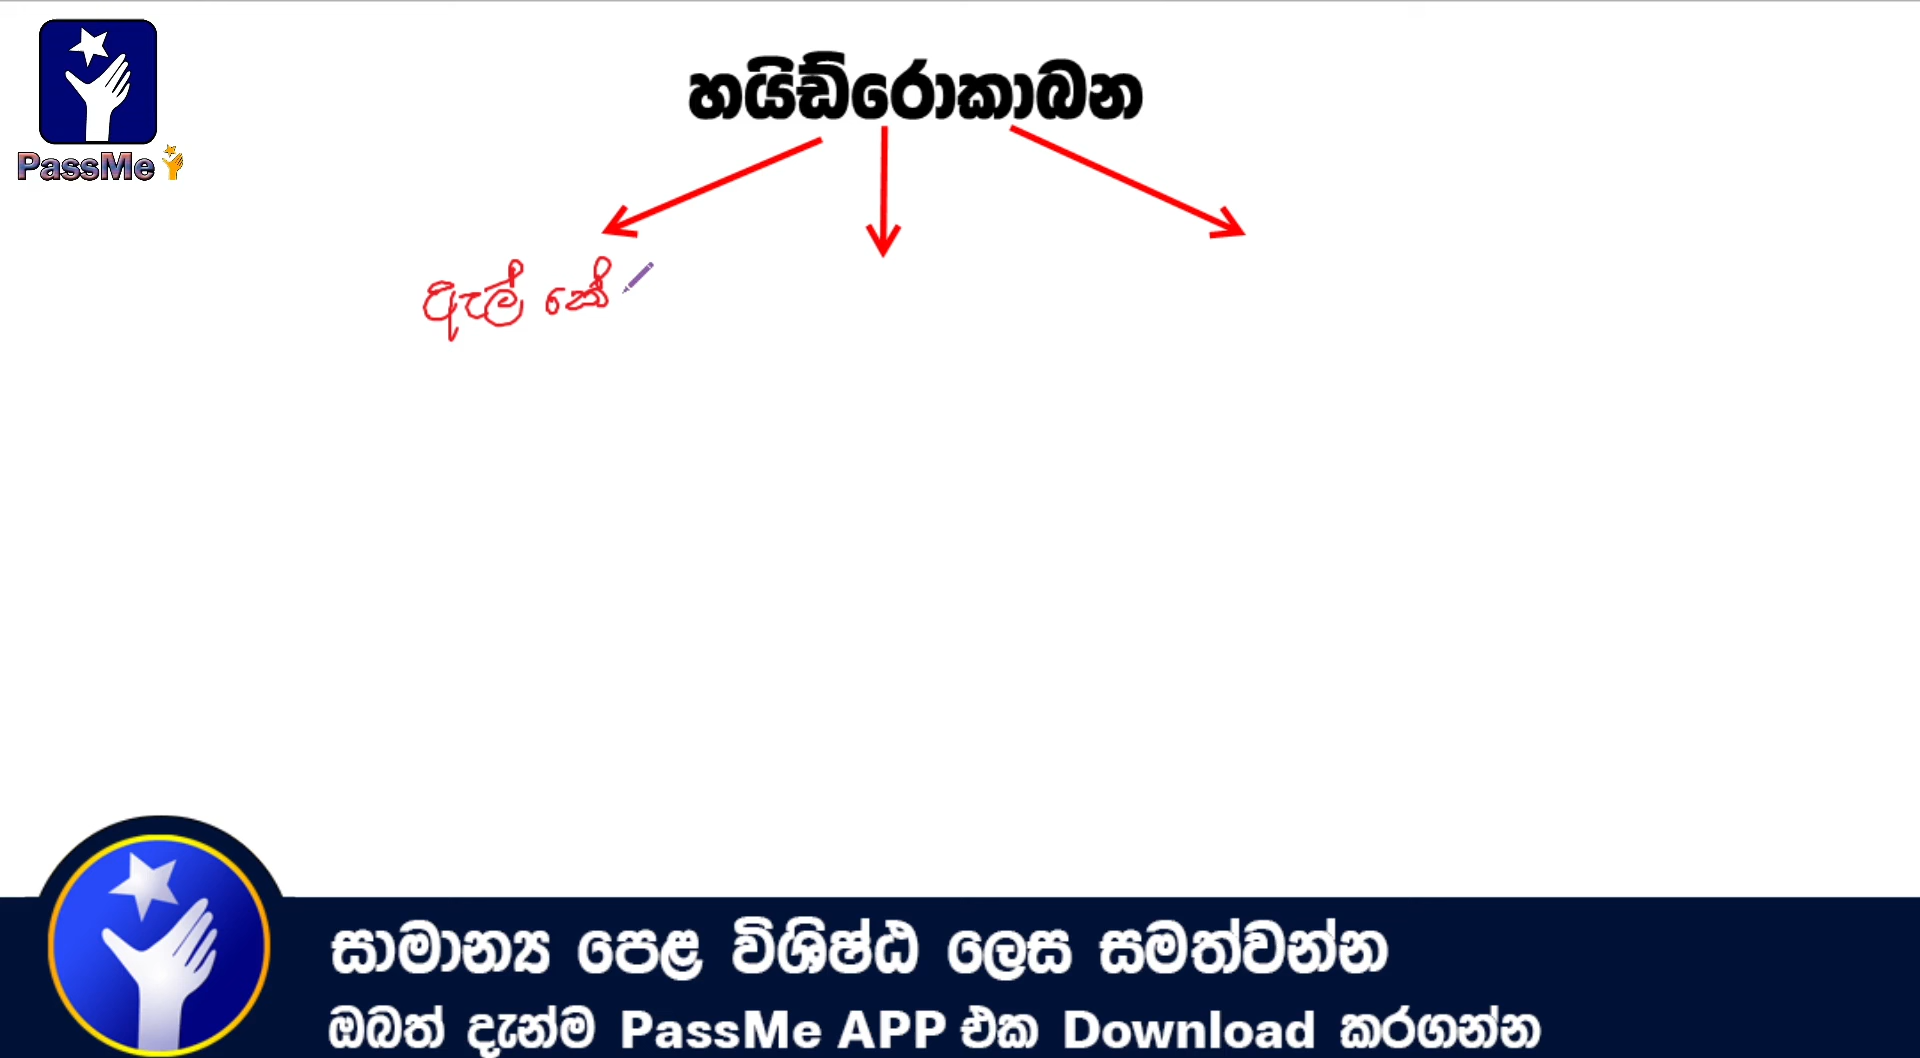 හයිඩ්රොකාබන
PassMe
ඇල් කේ
සාමාන්‍ය පෙළ විශිෂ්ඨ ලෙස සමත්වන්න
ඔබත් දැන්ම PassMe APP එක Download කරගන්න